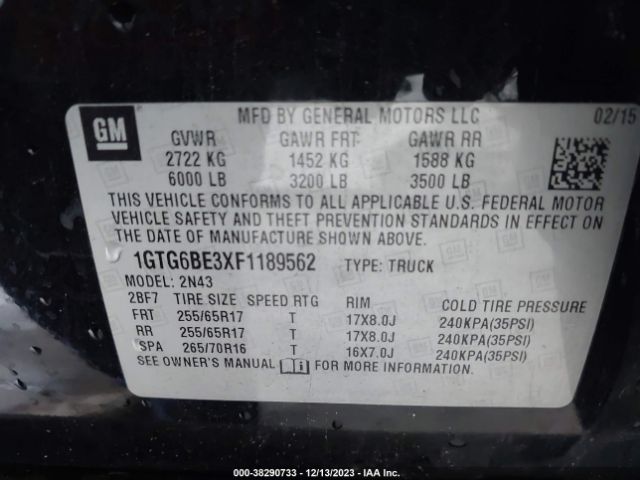 GM
MFD BY GENERAL MOTORS LLC 02/15
GVWR GAWR FRT GAWR RR
2722 KG 1452 KG 1588 KG
6000 LB 3200 LB 3500 LB
THIS VEHICLE CONFORMS TO ALL APPLICABLE U.S. FEDERAL MOTOR
VEHICLE SAFETY AND THEFT PREVENTION STANDARDS IN EFFECT ON
THE DATE OF MANUFACTURE SHOWN ABOVE.
1GTG6BE3XF1189562 TYPE: TRUCK
MODEL: 2N43
2BF7 TIRE SIZE SPEED RTG RIM COLD TIRE PRESSURE
FRT 255/65R17 T 17X8.0J 240KPA(35PSI)
RR 255/65R17 T 17X8.0J 240KPA(35PSI)
SPA 265/70R16 T 16X7.0J 240KPA(35PSI)
SEE OWNER'S MANUAL FOR MORE INFORMATION.
000-38290733 - 12/13/2023 - IAA Inc.